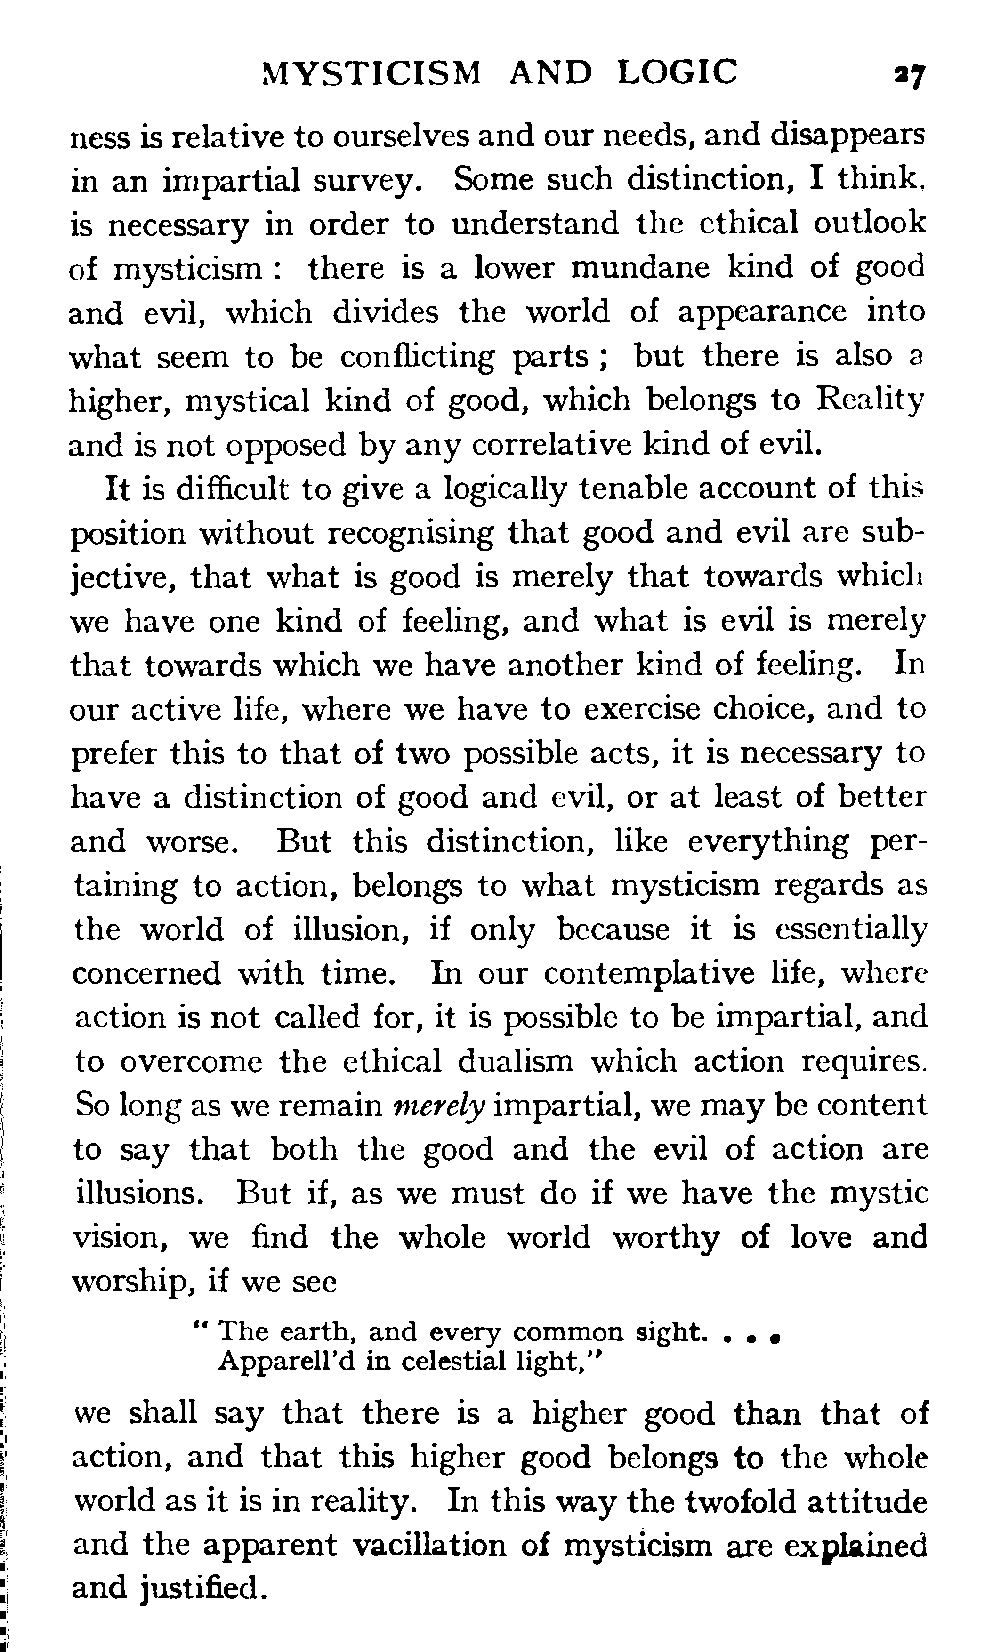 MYSTICISM AND LOGIC 27
ness is relative to ourselves and our needs, and disappears
in an impartial survey. Some such distinction, I think,
is necessary in order to understand the ethical outlook
of mysticism : there is a lower mundane kind of good
and evil, which divides the world of appearance into
what seem to be conflicting parts ; but there is also a
higher, mystical kind of good, which belongs to Reality
and is not opposed by any correlative kind of evil.
It is difficult to give a logically tenable account of this
position without recognising that good and evil are sub-
jective, that what is good is merely that towards which
we have one kind of feeling, and what is evil is merely
that towards which we have another kind of feeling. In
our active life, where we have to exercise choice, and to
prefer this to that of two possible acts, it is necessary to
have a distinction of good and evil, or at least of better
and worse. But this distinction, like everything per-
taining to action, belongs to what mysticism regards as
the world of illusion, if only because it is essentially
concerned with time. In our contemplative life, where
action is not called for, it is possible to be impartial, and
to overcome the ethical dualism which action requires.
So long as we remain merely impartial, we may be content
to say that both the good and the evil of action are
illusions. But if, as we must do if we have the mystic
vision, we find the whole world worthy of love and
worship, if we see
" The earth, and every common sight. . . .
Apparell'd in celestial light,"
we shall say that there is a higher good than that of
action, and that this higher good belongs to the whole
world as it is in reality. In this way the twofold attitude
and the apparent vacillation of mysticism are explained
and justified.